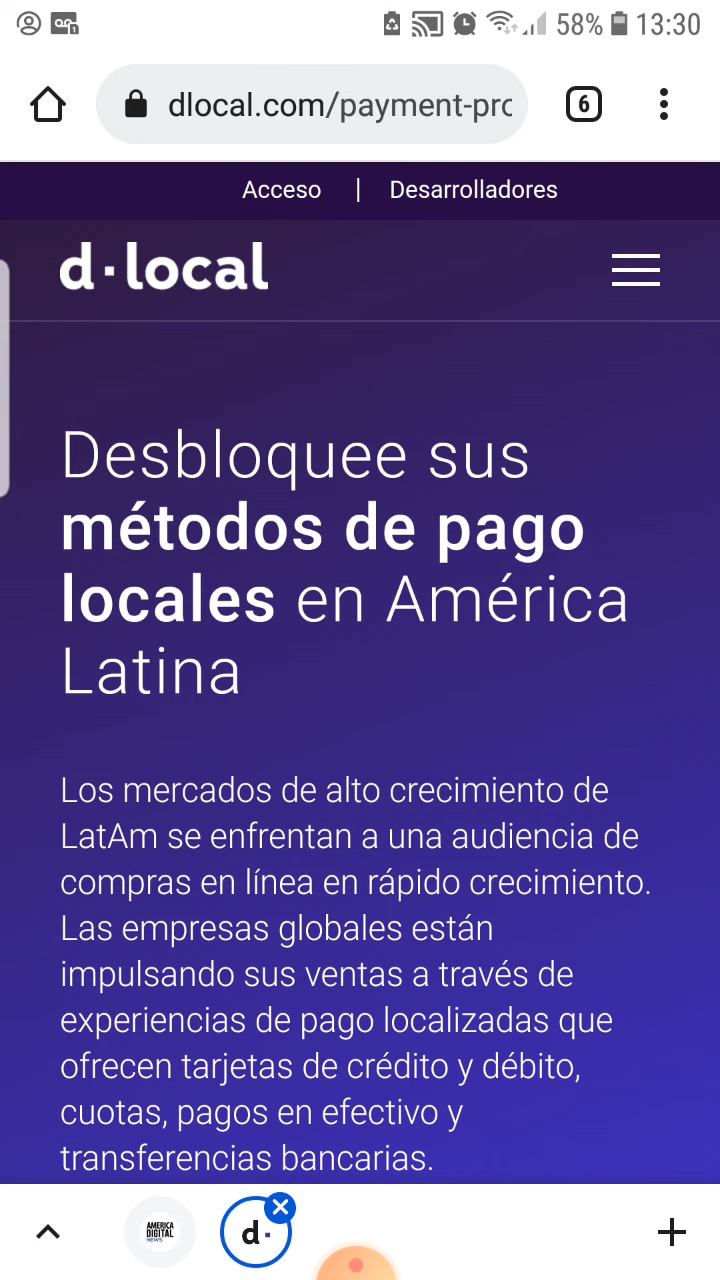 58% 13:30
dlocal.com/payment-pro
6
Acceso | Desarrolladores
d·local
Desbloquee sus
métodos de pago
locales en América
Latina
Los mercados de alto crecimiento de
LatAm se enfrentan a una audiencia de
compras en línea en rápido crecimiento.
Las empresas globales están
impulsando sus ventas a través de
experiencias de pago localizadas que
ofrecen tarjetas de crédito y débito,
cuotas, pagos en efectivo y
transferencias bancarias.
AMERICA
DIGITAL
NEWS
d·